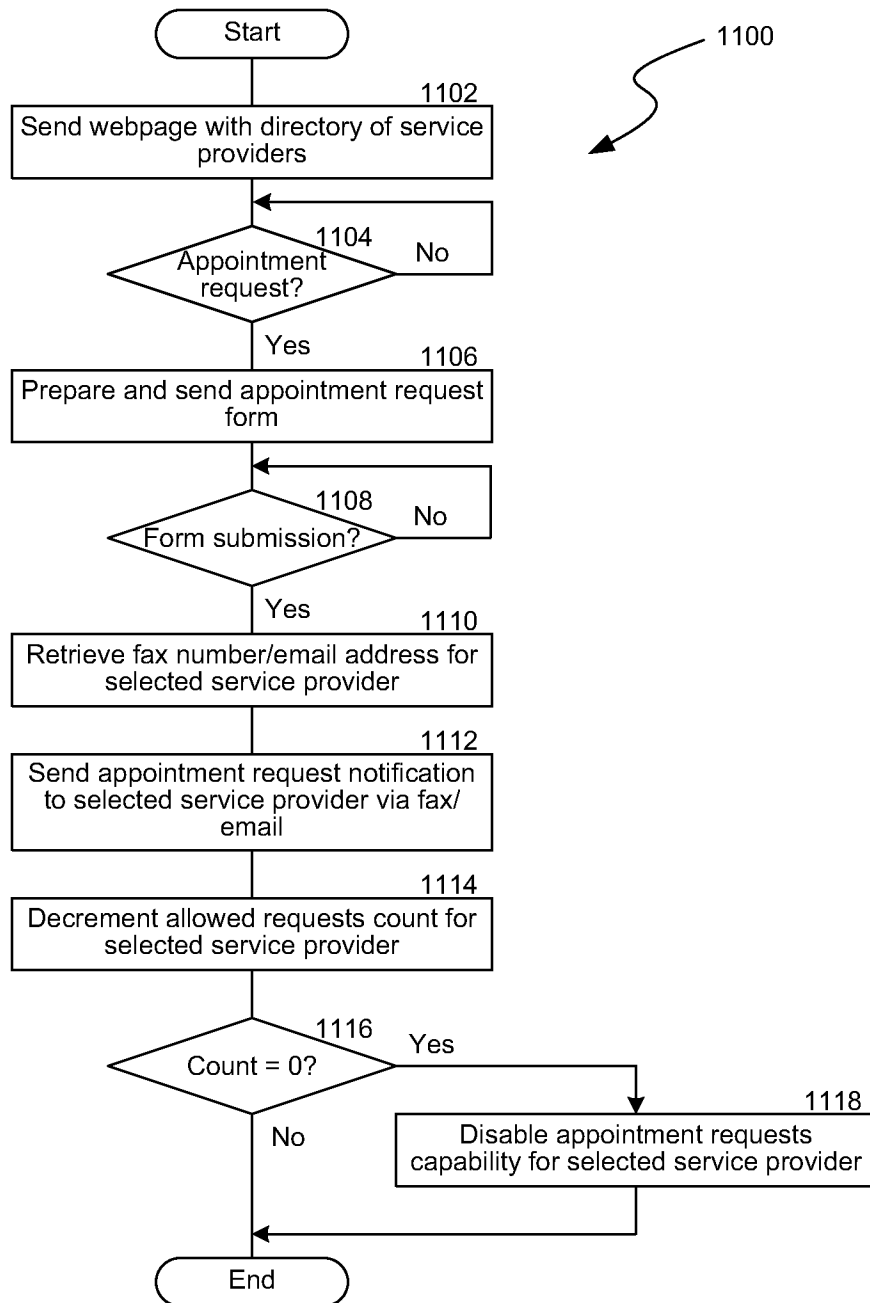 Start
1100
1102
Send webpage with directory of service
providers
1104
Appointment
request?
No
Yes
1106
Prepare and send appointment request
form
1108
Form submission?
No
Yes
1110
Retrieve fax number/email address for
selected service provider
1112
Send appointment request notification
to selected service provider via fax/
email
1114
Decrement allowed requests count for
selected service provider
1116
Count = 0?
Yes
No
1118
Disable appointment requests
capability for selected service provider
End